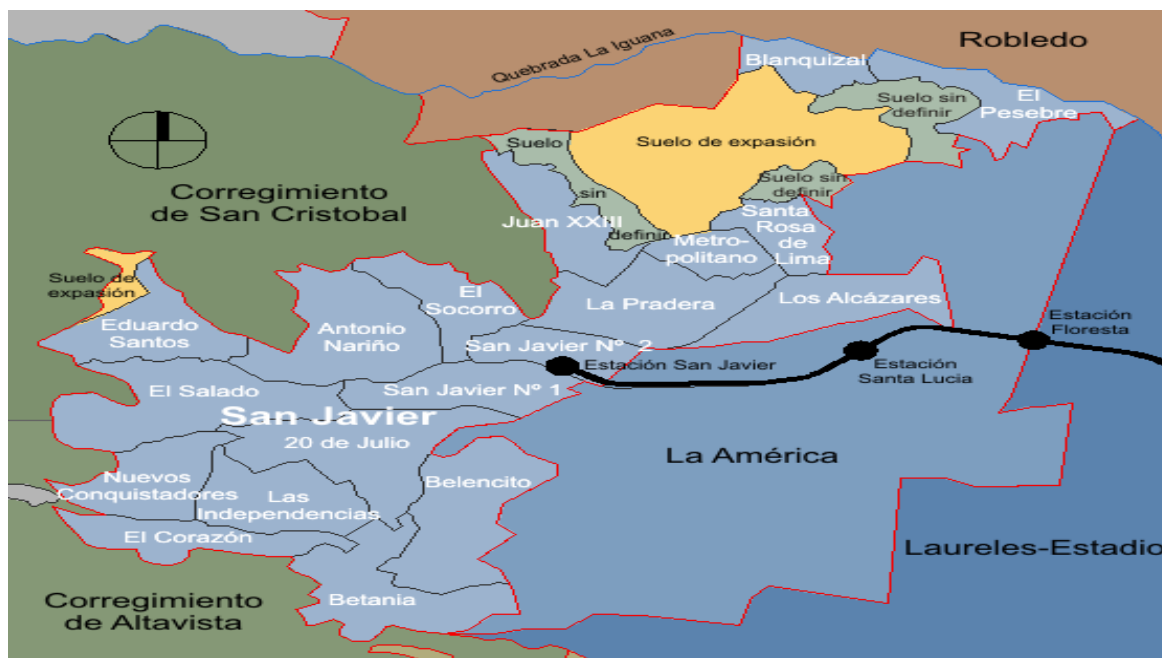 Robledo
Quebrada La Iguana
Blanquizal
Suelo sin
definir
El
Pesebre
Suelo de expasión
Suelo
sin
definir
Suelo sin
definir
Corregimiento
de San Cristobal
Juan XXIII
Santa
Rosa
de
Lima
Metro-
politano
Suelo de
expasión
El
Socorro
La Pradera
Los Alcázares
Eduardo
Santos
Antonio
Nariño
Estación
Floresta
San Javier Nº 2
Estación San Javier
Estación
Santa Lucia
El Salado
San Javier Nº 1
San Javier
20 de Julio
La América
Nuevos
Conquistadores
Las
Independencias
Belencito
El Corazón
Laureles-Estadio
Betania
Corregimiento
de Altavista